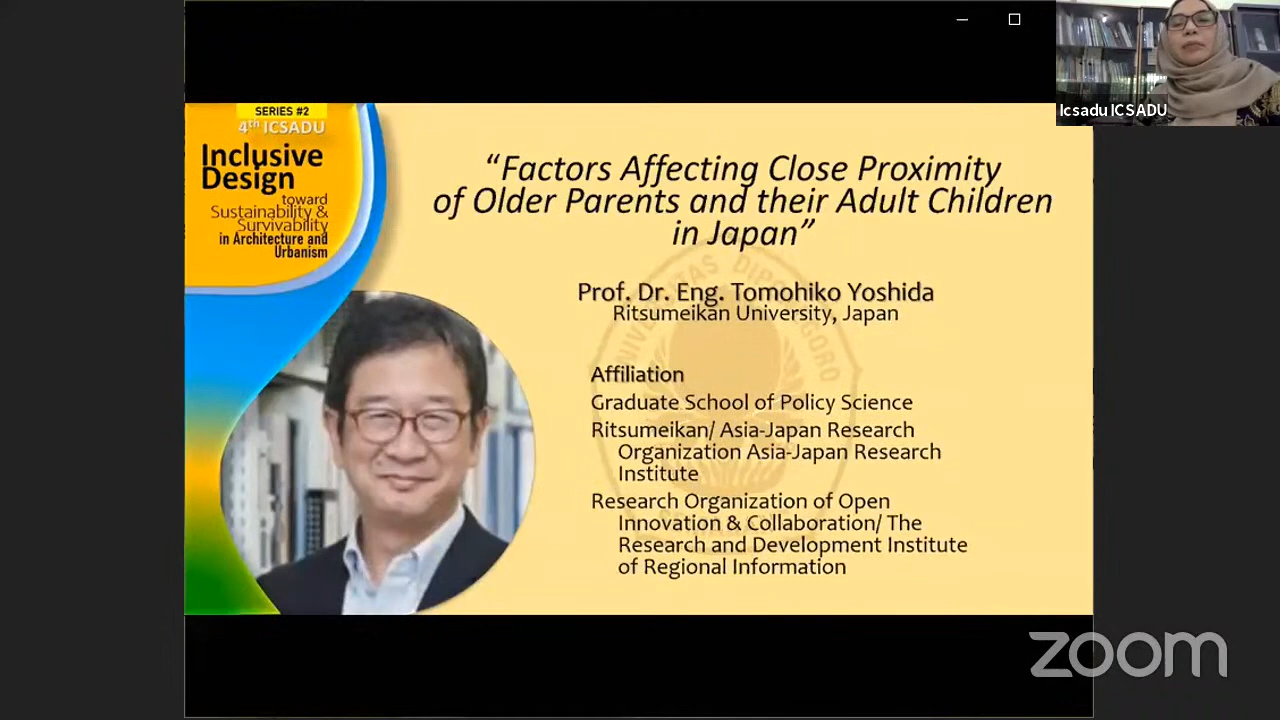 SERIES #2
4th ICSADU
Inclusive
Design
toward
Sustainability &
Survivability
in Architecture and
Urbanism
“Factors Affecting Close Proximity
of Older Parents and their Adult Children
in Japan”
Prof. Dr. Eng. Tomohiko Yoshida
Ritsumeikan University, Japan
Affiliation
Graduate School of Policy Science
Ritsumeikan/ Asia-Japan Research
Organization Asia-Japan Research
Institute
Research Organization of Open
Innovation & Collaboration/ The
Research and Development Institute
of Regional Information
Icsadu ICSADU
zoom